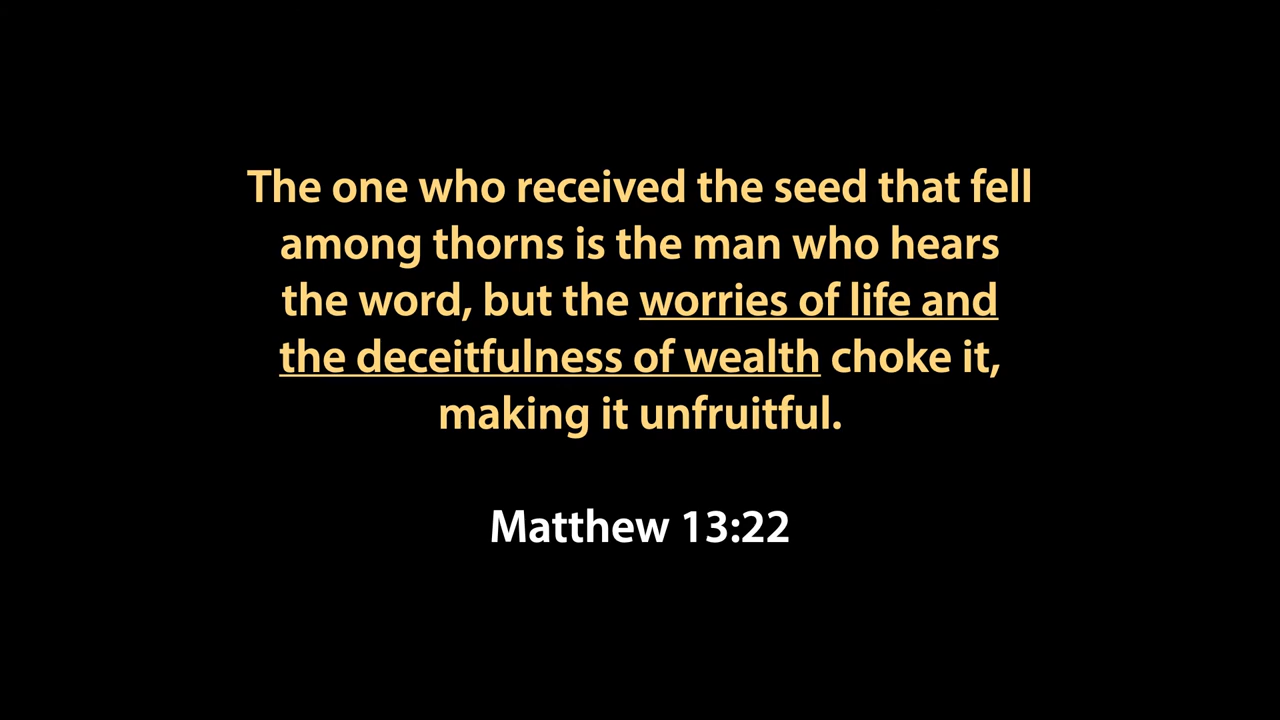 The one who received the seed that fell
among thorns is the man who hears
the word, but the worries of life and
the deceitfulness of wealth choke it,
making it unfruitful.
Matthew 13:22